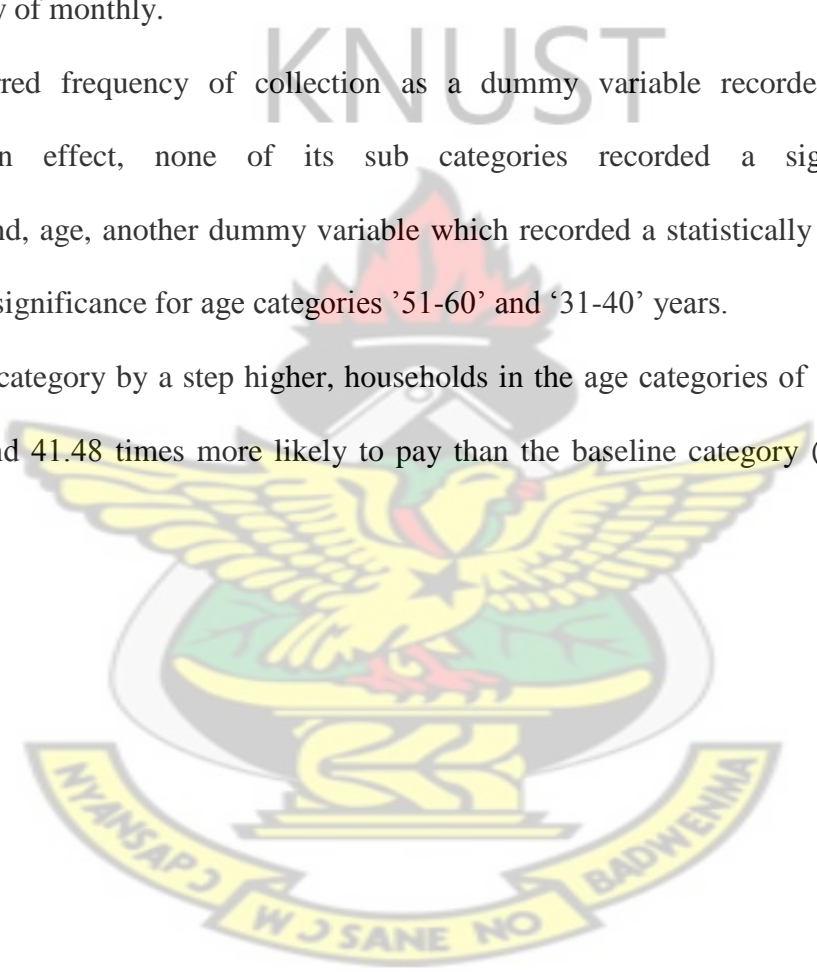 y of monthly.
KNUST
rred frequency of collection as a dummy variable recorde
n effect, none of its sub categories recorded a sig
nd, age, another dummy variable which recorded a statistically
significance for age categories ’51-60’ and ‘31-40’ years.
category by a step higher, households in the age categories of
nd 41.48 times more likely to pay than the baseline category (
NYANSAPƆ
WƆ SANE NO
BADWENMA